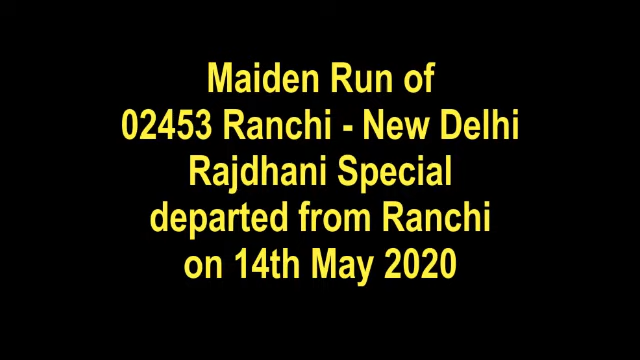 Maiden Run of
02453 Ranchi - New Delhi
Rajdhani Special
departed from Ranchi
on 14th May 2020